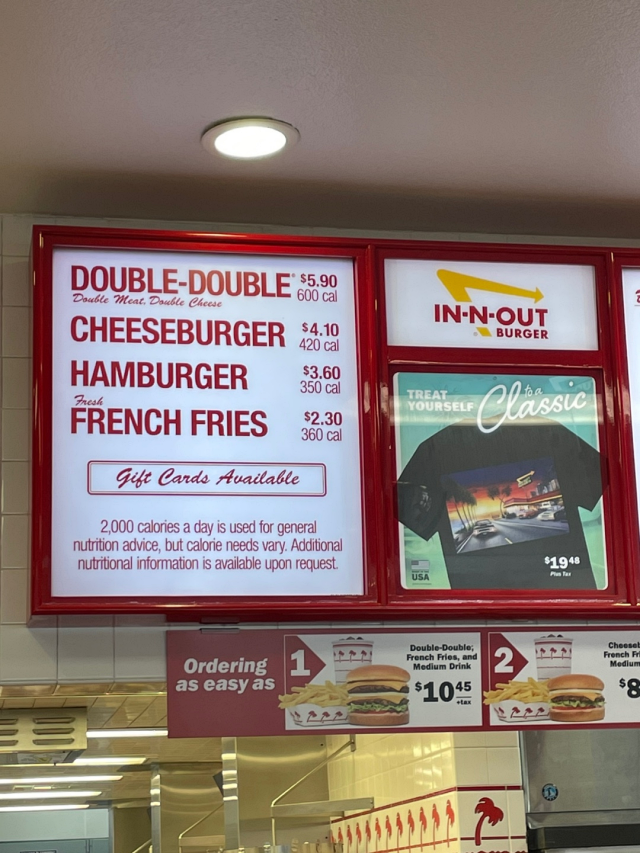 DOUBLE-DOUBLE® $5.90
Double Meat. Double Cheese 600 cal
CHEESEBURGER $4.10
420 cal
HAMBURGER $3.60
350 cal
Fresh
FRENCH FRIES $2.30
360 cal
Gift Cards Available
2,000 calories a day is used for general
nutrition advice, but calorie needs vary. Additional
nutritional information is available upon request.
IN-N-OUT
BURGER
TREAT
YOURSELF to a Classic
USA
$19.48
Plus Tax
Ordering
as easy as
1
Double-Double,
French Fries, and
Medium Drink
$10.45
+tax
2
French
Medium
$8